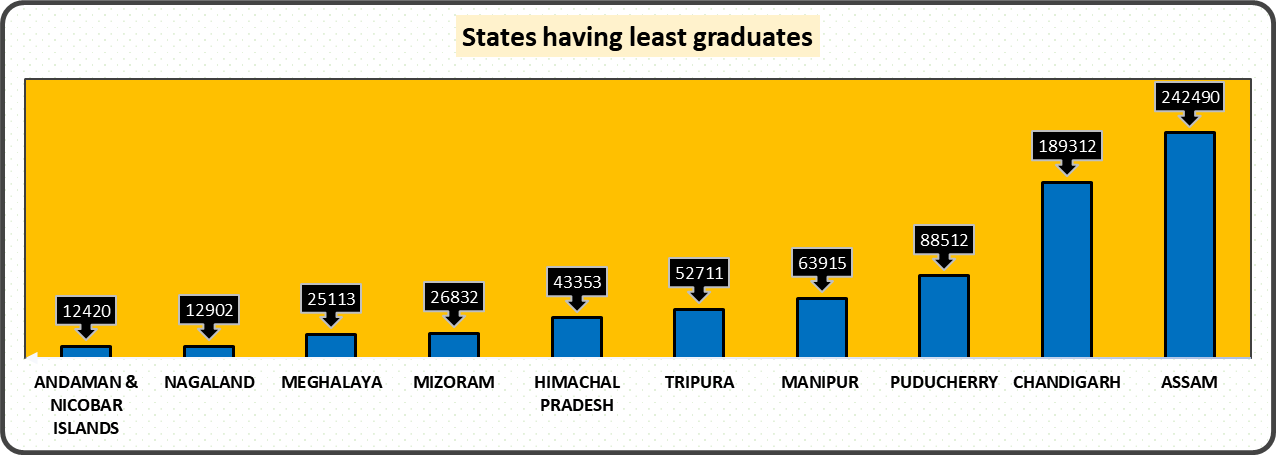 States having least graduates
242490
189312
88512
63915
52711
43353
26832
25113
12902
12420
ANDAMAN &
NICOBAR
ISLANDS
NAGALAND
MEGHALAYA
MIZORAM
HIMACHAL
PRADESH
TRIPURA
MANIPUR
PUDUCHERRY
CHANDIGARH
ASSAM